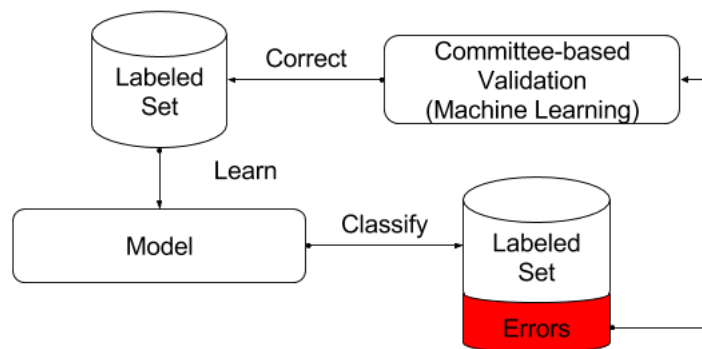 Labeled
Set
Correct
Committee-based
Validation
(Machine Learning)
Learn
Model
Classify
Labeled
Set
Errors